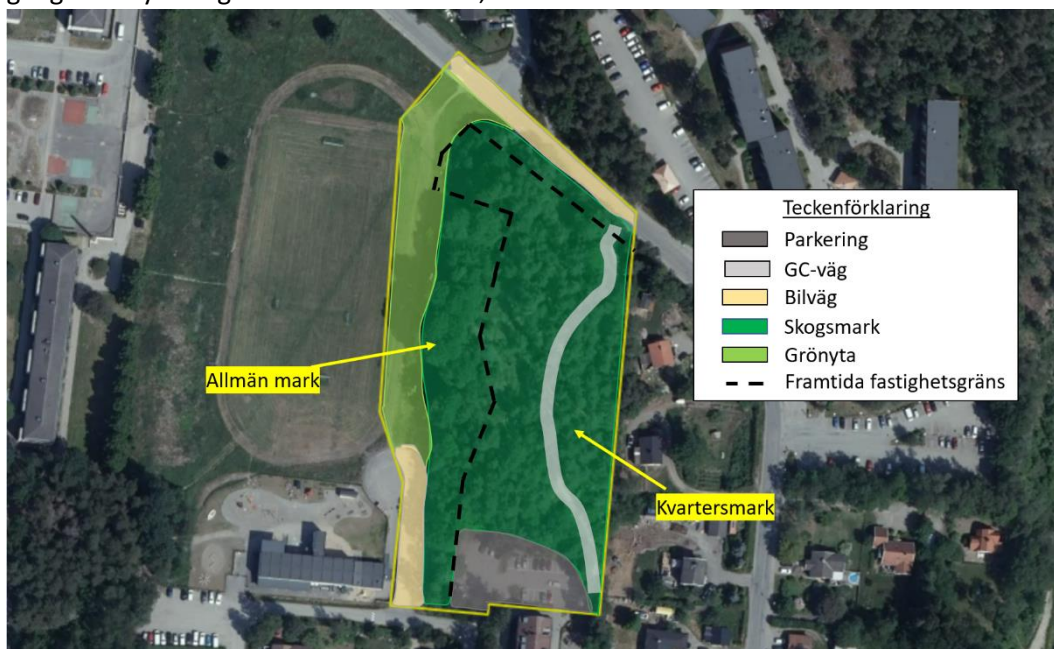 Teckenförklaring
Parkering
GC-väg
Bilväg
Skogsmark
Grönyta
Framtida fastighetsgräns
Allmän mark
Kvartersmark